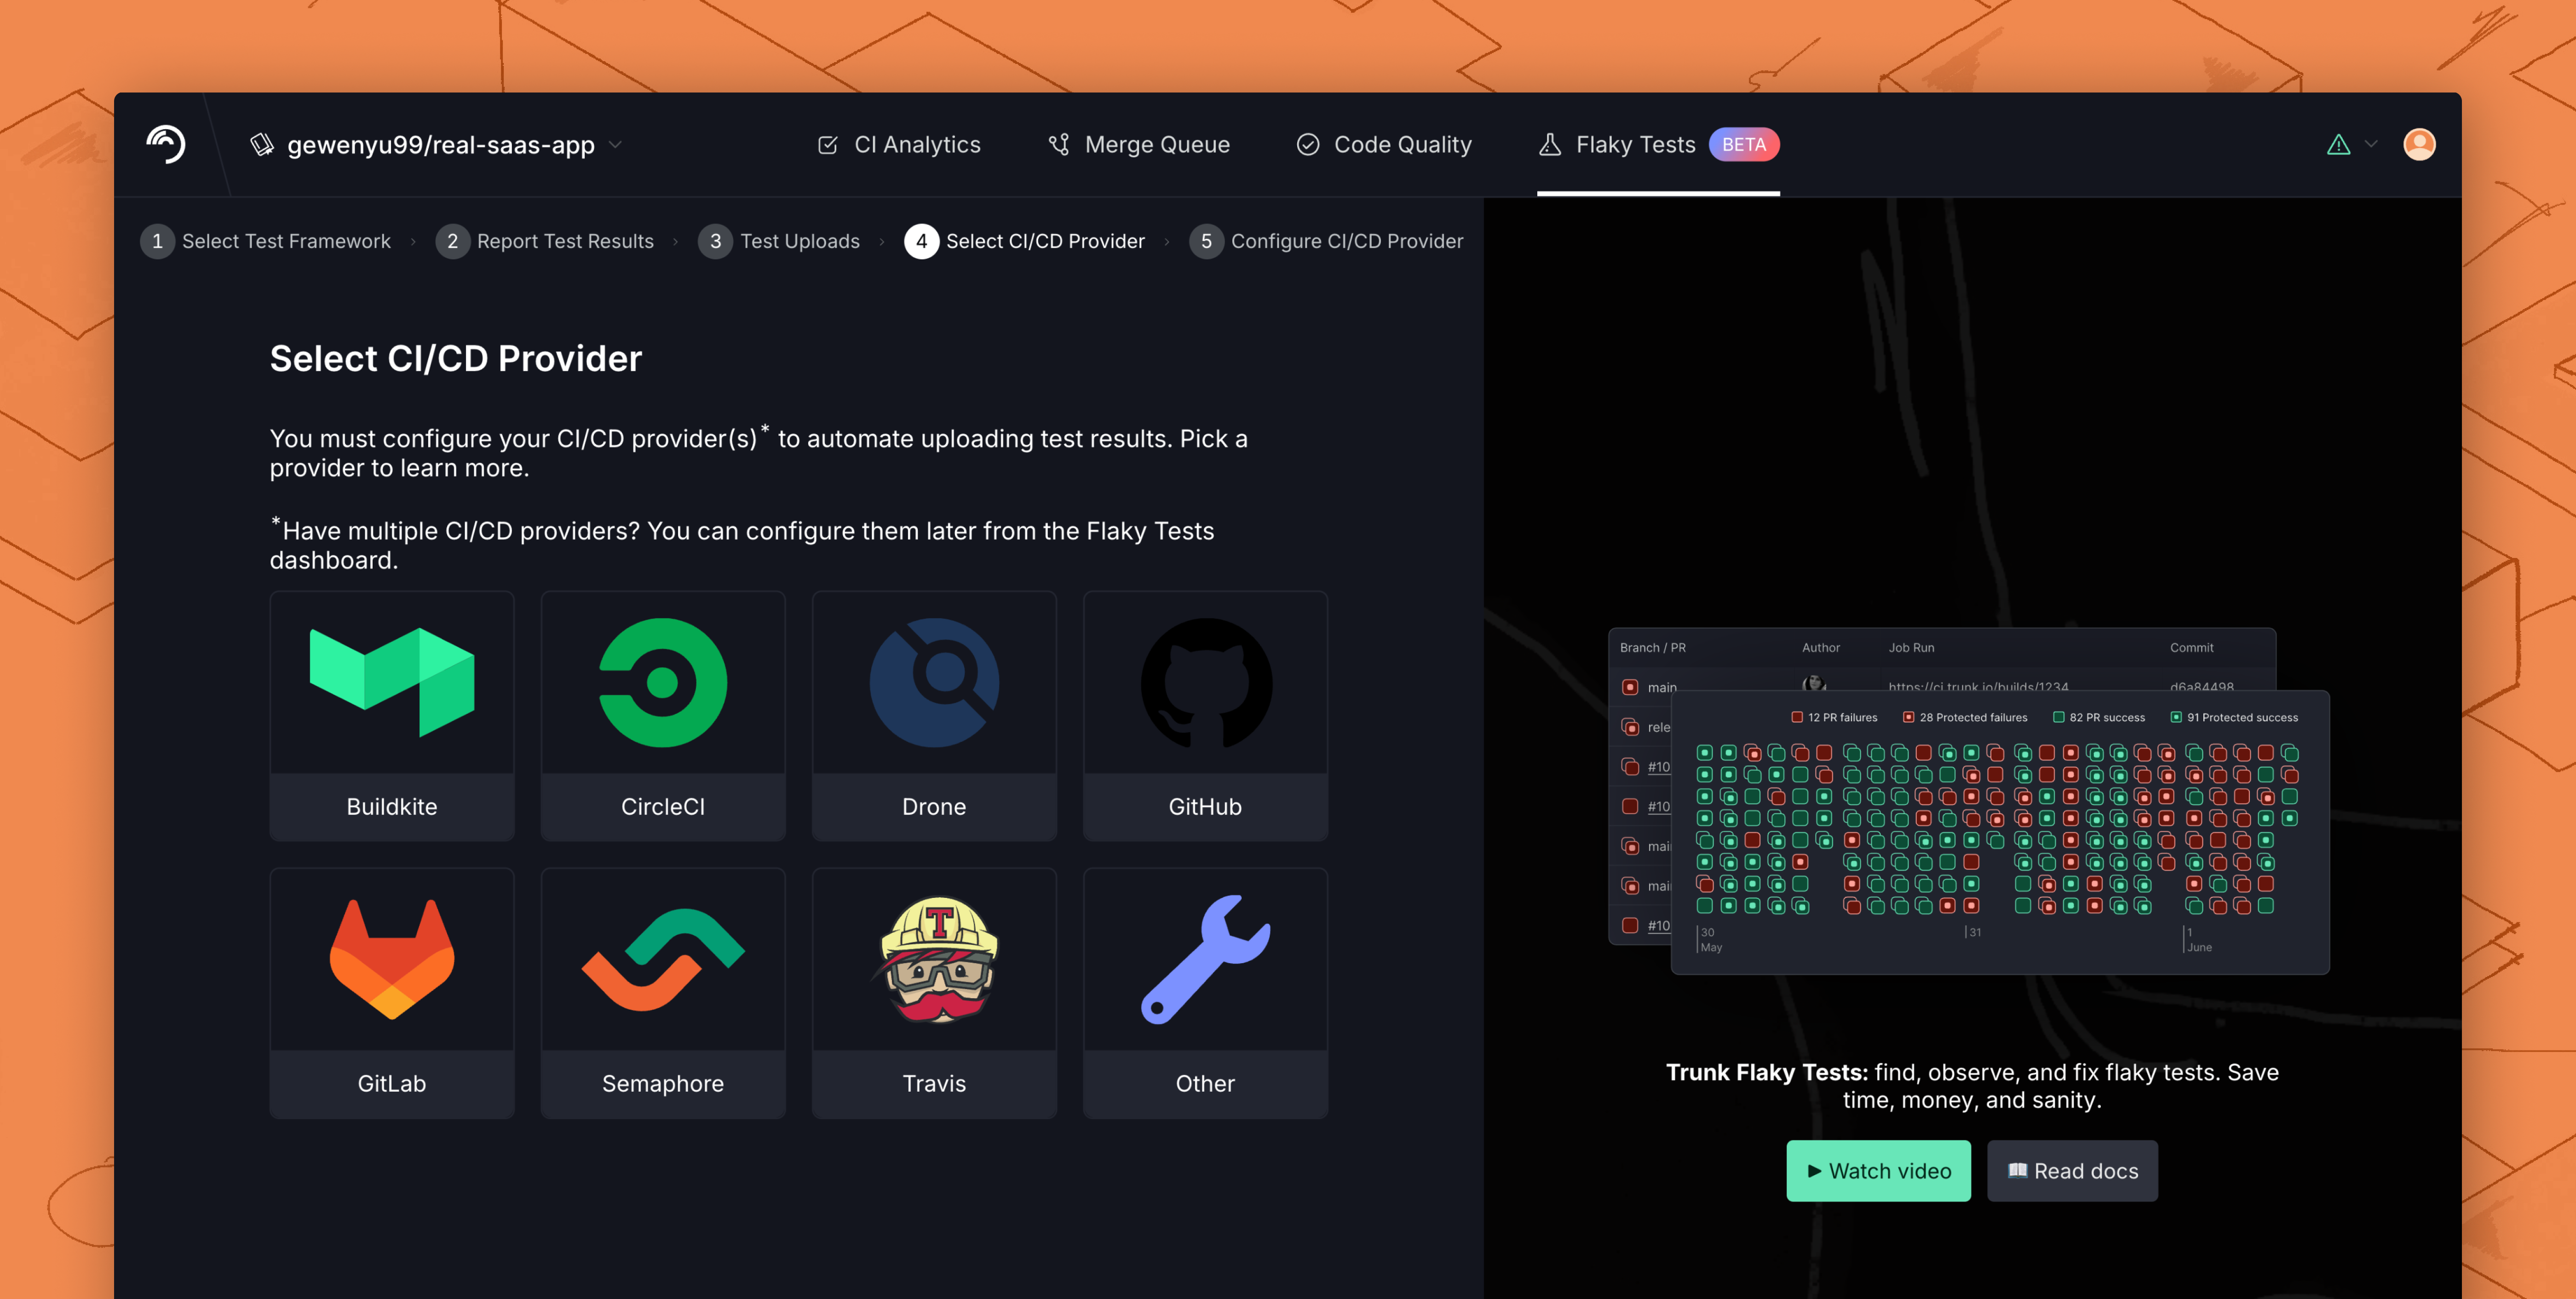 gewenyu99/real-saas-app
CI Analytics
Merge Queue
Code Quality
Flaky Tests BETA
1 Select Test Framework
2 Report Test Results
3 Test Uploads
4 Select CI/CD Provider
5 Configure CI/CD Provider
Select CI/CD Provider
You must configure your CI/CD provider(s)* to automate uploading test results. Pick a
provider to learn more.
*Have multiple CI/CD providers? You can configure them later from the Flaky Tests
dashboard.
Buildkite
CircleCI
Drone
GitHub
GitLab
Semaphore
T
Travis
Other
Branch / PR
Author
Job Run
Commit
main
https://ci.trunk.io/builds/1234
d6a84498
rele
#10
#10
mai
mai
#10
12 PR failures
28 Protected failures
82 PR success
91 Protected success
30
May
31
1
June
Trunk Flaky Tests: find, observe, and fix flaky tests. Save
time, money, and sanity.
Watch video
Read docs